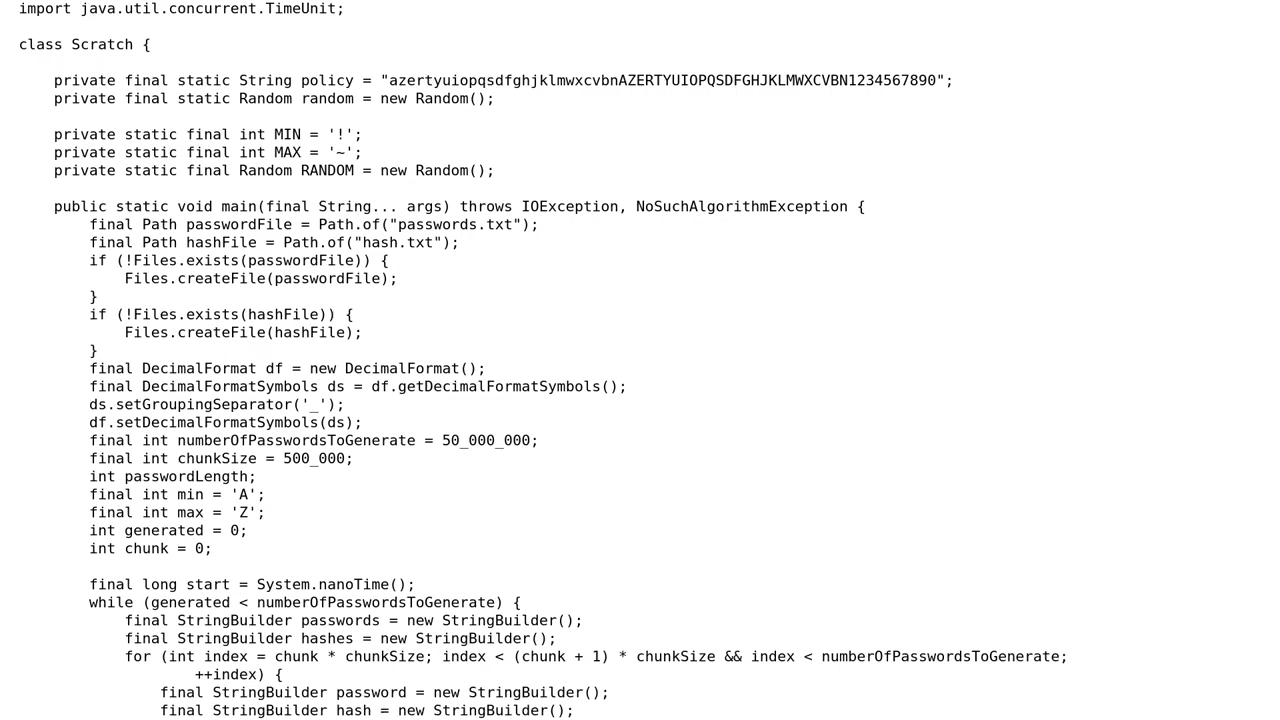 import java.util.concurrent.TimeUnit;
class Scratch {
private final static String policy = "azertyuiopqsdfghjklmwxcvbnAZERTYUIOPQSDFGHJKLMWXCVBN1234567890";
private final static Random random = new Random();
private static final int MIN = '!';
private static final int MAX = '~';
private static final Random RANDOM = new Random();
public static void main(final String... args) throws IOException, NoSuchAlgorithmException {
final Path passwordFile = Path.of("passwords.txt");
final Path hashFile = Path.of("hash.txt");
if (!Files.exists(passwordFile)) {
Files.createFile(passwordFile);
}
if (!Files.exists(hashFile)) {
Files.createFile(hashFile);
}
final DecimalFormat df = new DecimalFormat();
final DecimalFormatSymbols ds = df.getDecimalFormatSymbols();
ds.setGroupingSeparator('_');
df.setDecimalFormatSymbols(ds);
final int numberOfPasswordsToGenerate = 50_000_000;
final int chunkSize = 500_000;
int passwordLength;
final int min = 'A';
final int max = 'Z';
int generated = 0;
int chunk = 0;
final long start = System.nanoTime();
while (generated < numberOfPasswordsToGenerate) {
final StringBuilder passwords = new StringBuilder();
final StringBuilder hashes = new StringBuilder();
for (int index = chunk * chunkSize; index < (chunk + 1) * chunkSize && index < numberOfPasswordsToGenerate;
++index) {
final StringBuilder password = new StringBuilder();
final StringBuilder hash = new StringBuilder();